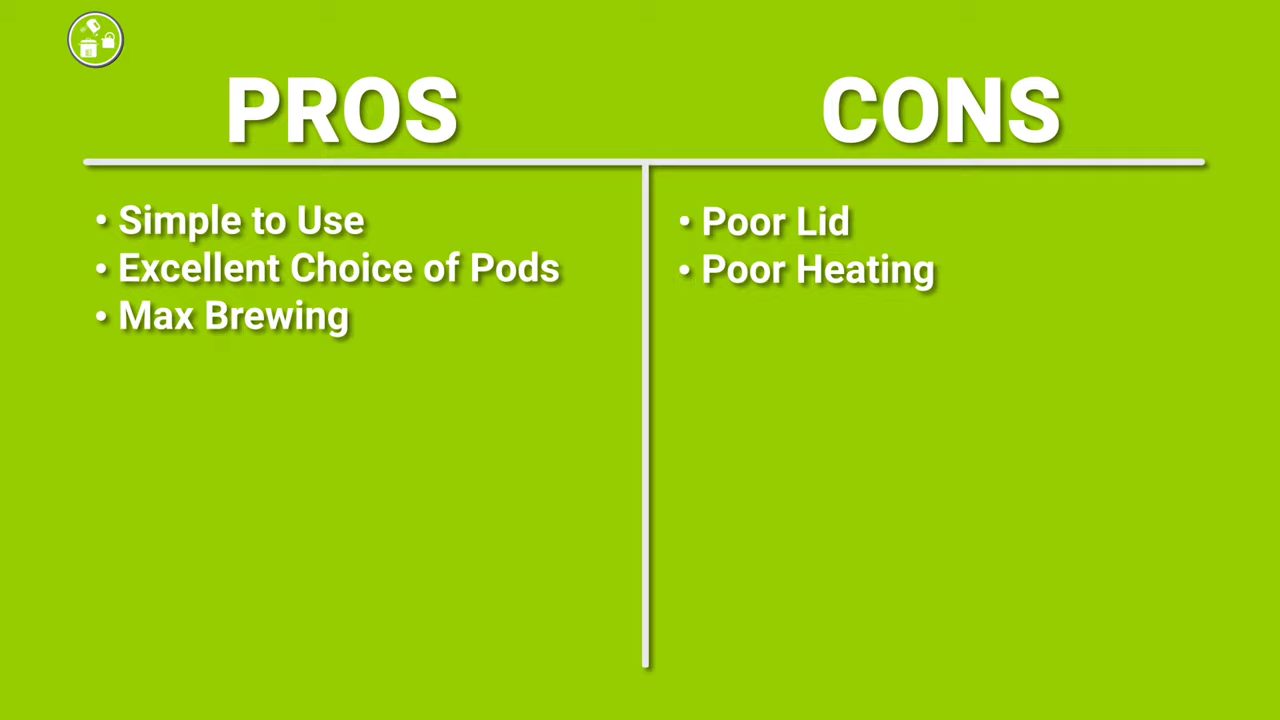 PROS
CONS
• Simple to Use
• Excellent Choice of Pods
• Max Brewing
• Poor Lid
• Poor Heating